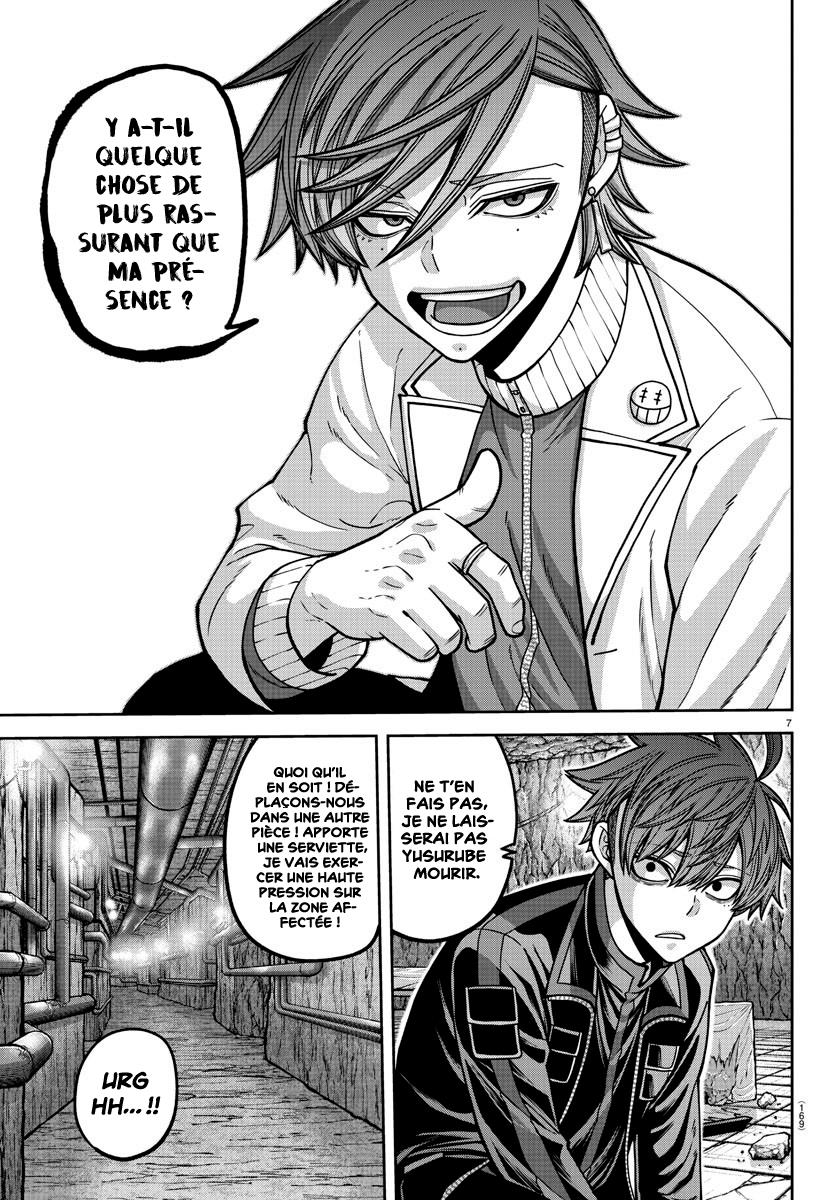 Y A-T-IL
QUELQUE
CHOSE DE
PLUS RAS-
SURANT QUE
MA PRÉ-
SENCE ?
7
NE T'EN
FAIS PAS,
JE NE LAIS-
SERAI PAS
YUSURUBE
MOURIR.
QUOI QU'IL
EN SOIT ! DÉ-
PLAÇONS-NOUS
DANS UNE AUTRE
PIÈCE ! APPORTE
UNE SERVIETTE,
JE VAIS EXER-
CER UNE HAUTE
PRESSION SUR
LA ZONE AF-
FECTÉE !
URG
HH...!!
(169)